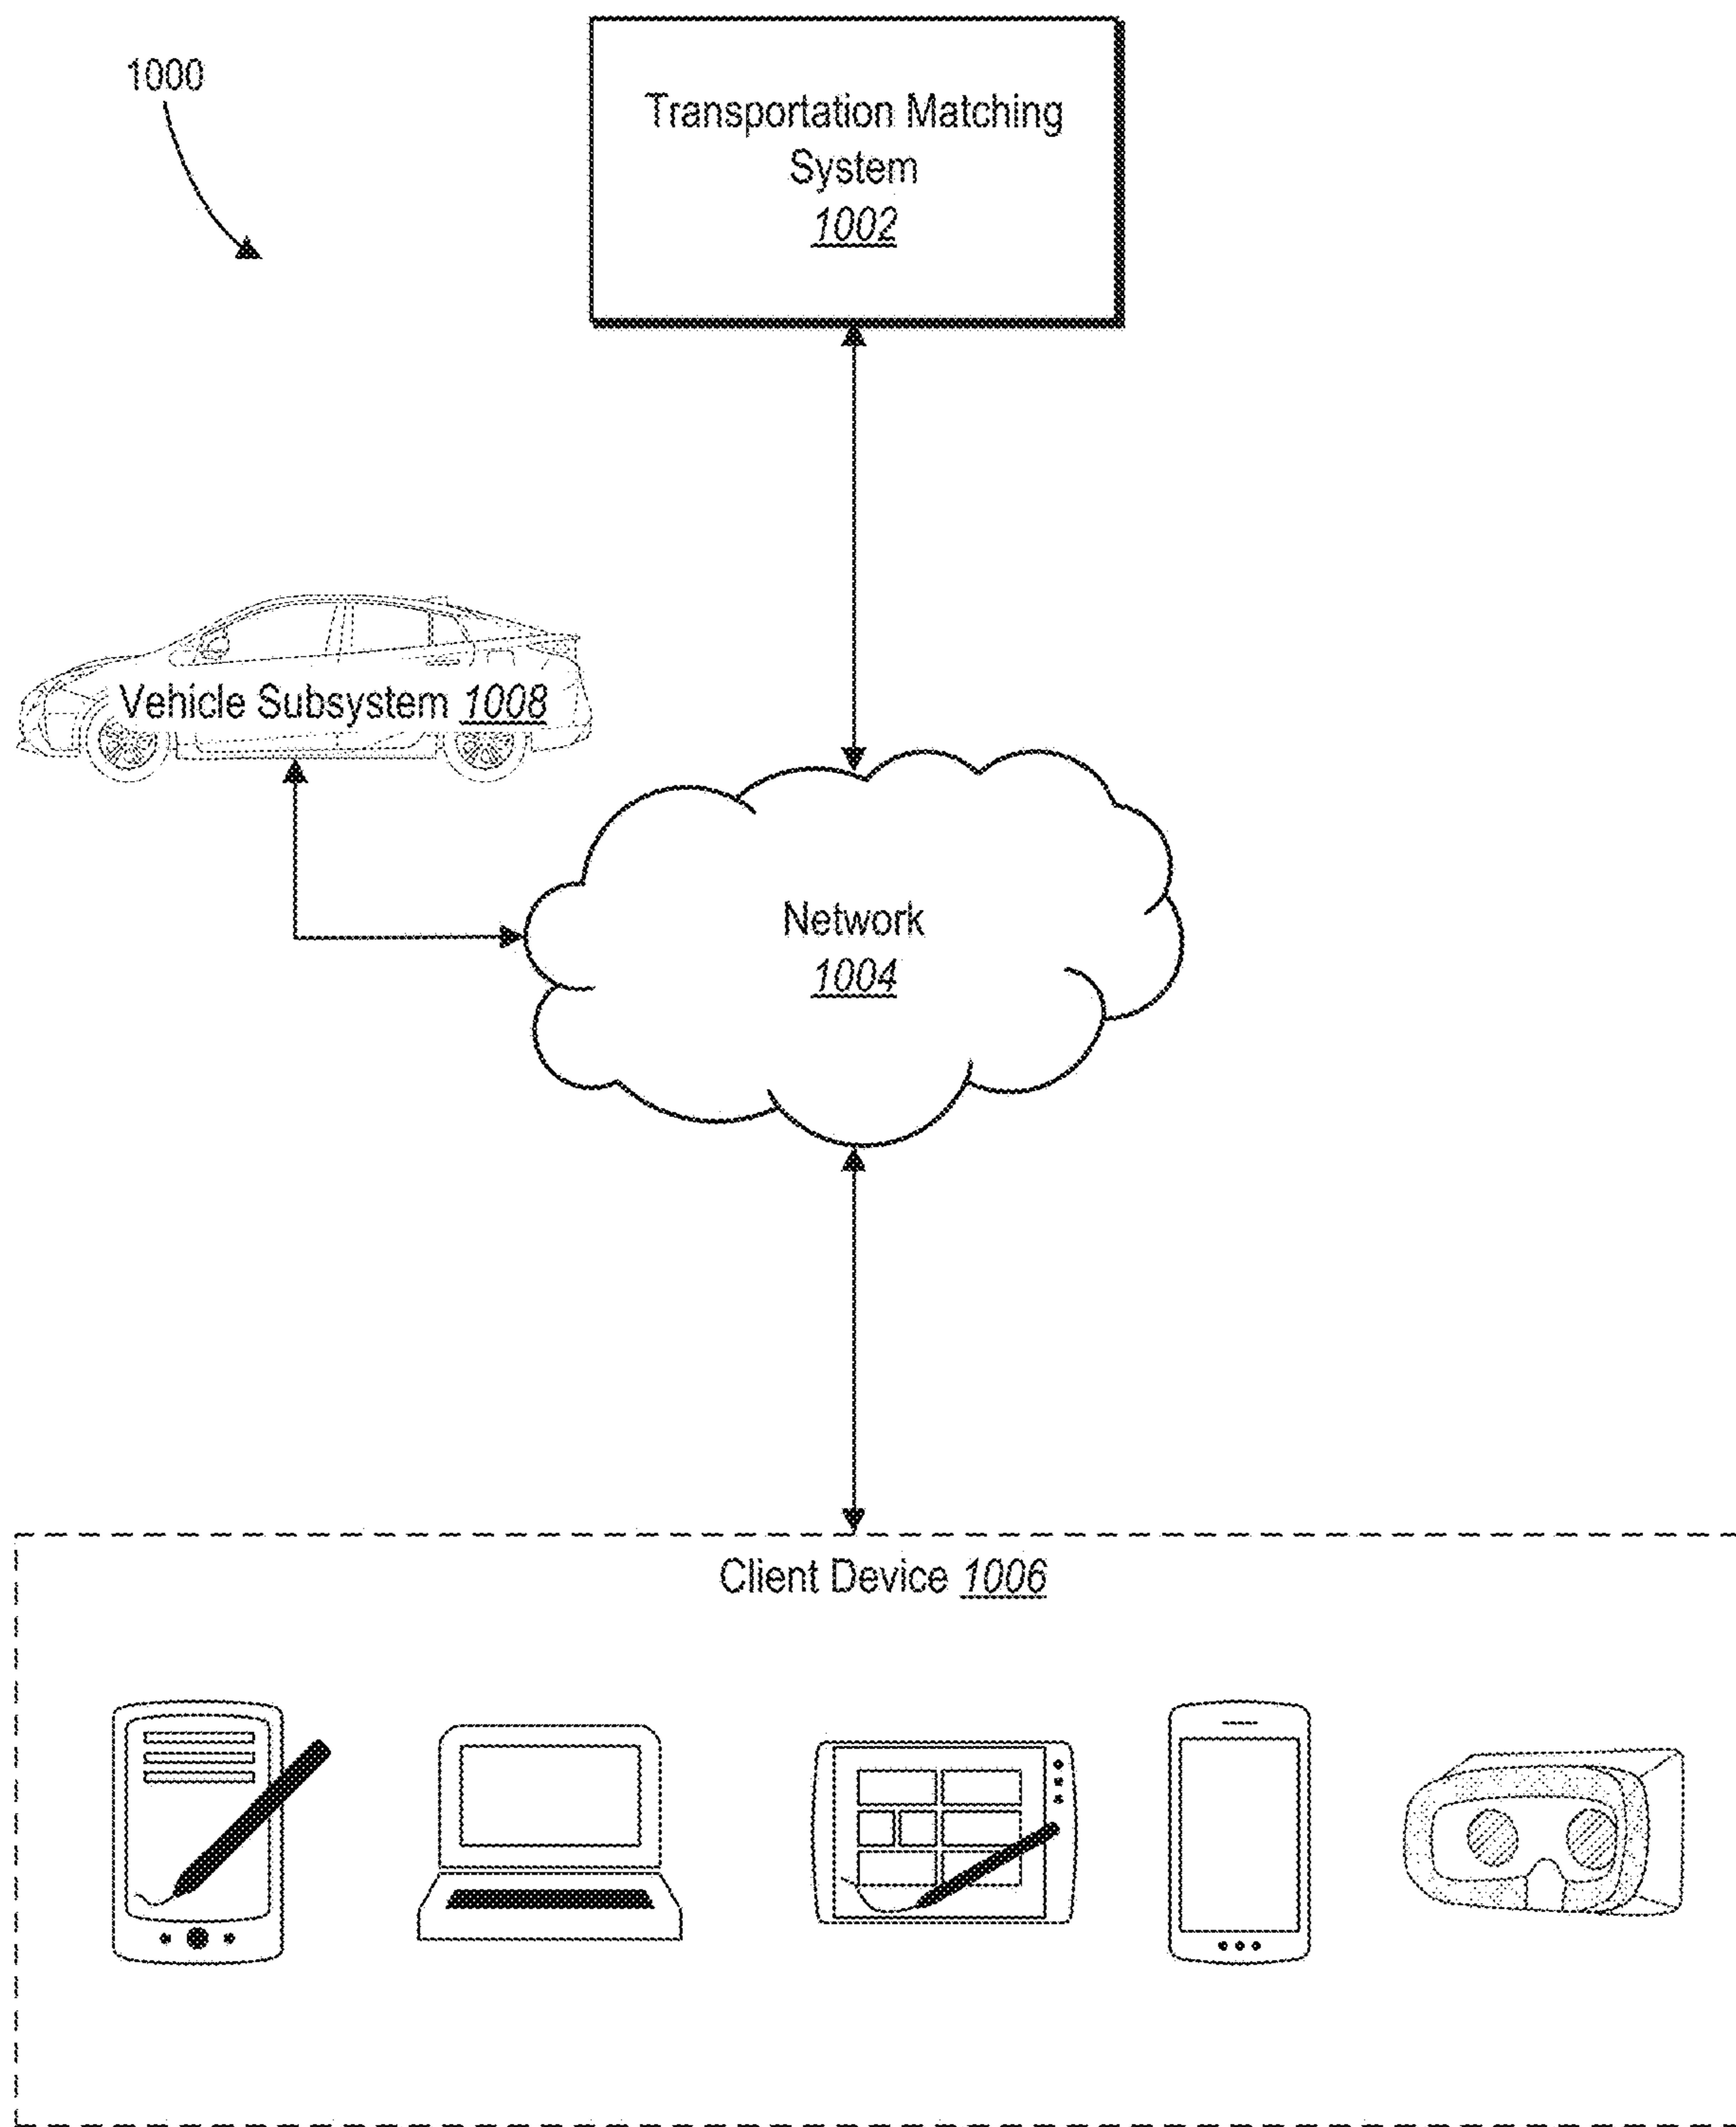 1000
Transportation Matching
System
1002
Vehicle Subsystem 1008
Network
1004
Client Device 1006